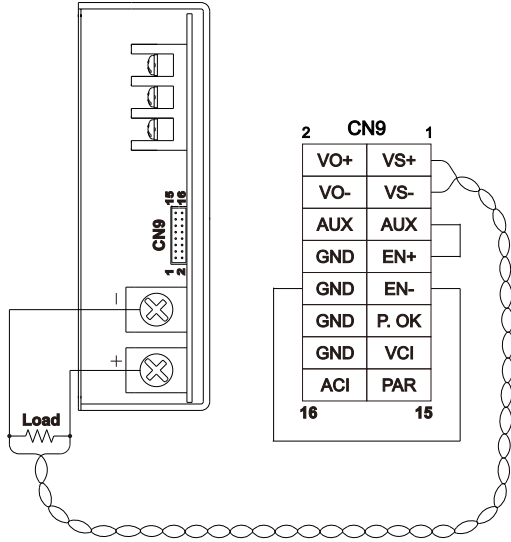 2 CN9 1
VO+ VS+
VO- VS-
AUX AUX
GND EN+
GND EN-
GND P. OK
GND VCI
ACI PAR
16 15
15
16
CN9
1
2
−
+
Load